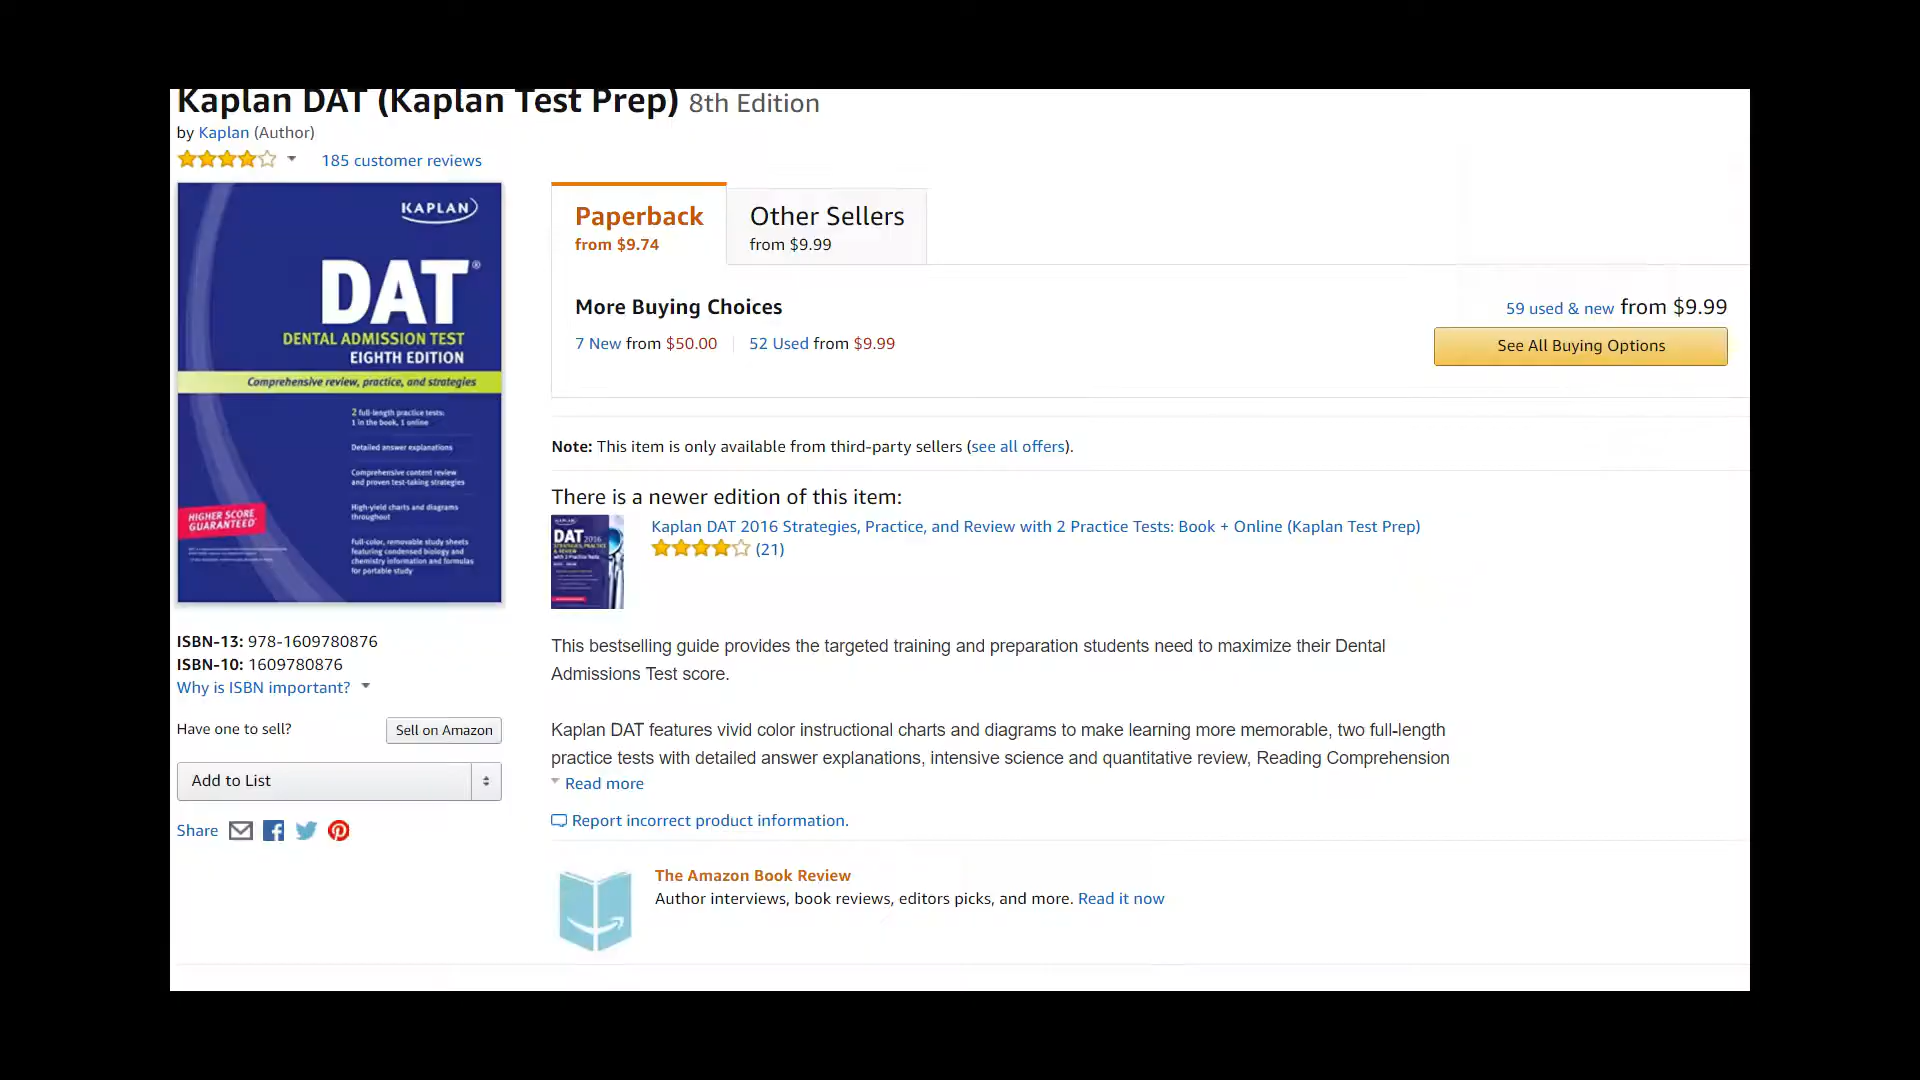 Kaplan DAT (Kaplan Test Prep) 8th Edition
by Kaplan (Author)
185 customer reviews
KAPLAN
DAT®
DENTAL ADMISSION TEST
EIGHTH EDITION
Comprehensive review, practice, and strategies
2 full-length practice tests:
1 in the book, 1 online
Detailed answer explanations
Comprehensive content review
and proven test-taking strategies
High-yield charts and diagrams
throughout
Full-color, removable study sheets
featuring condensed biology and
chemistry information and formulas
for portable study
HIGHER SCORE
GUARANTEED*
ISBN-13: 978-1609780876
ISBN-10: 1609780876
Why is ISBN important?
Have one to sell?
Sell on Amazon
Add to List
Share
Paperback
from $9.74
Other Sellers
from $9.99
More Buying Choices
7 New from $50.00
52 Used from $9.99
59 used & new from $9.99
See All Buying Options
Note: This item is only available from third-party sellers (see all offers).
There is a newer edition of this item:
KAPLAN
DAT 2016
Kaplan DAT 2016 Strategies, Practice, and Review with 2 Practice Tests: Book + Online (Kaplan Test Prep)
(21)
This bestselling guide provides the targeted training and preparation students need to maximize their Dental
Admissions Test score.
Kaplan DAT features vivid color instructional charts and diagrams to make learning more memorable, two full-length
practice tests with detailed answer explanations, intensive science and quantitative review, Reading Comprehension
Read more
Report incorrect product information.
The Amazon Book Review
Author interviews, book reviews, editors picks, and more. Read it now